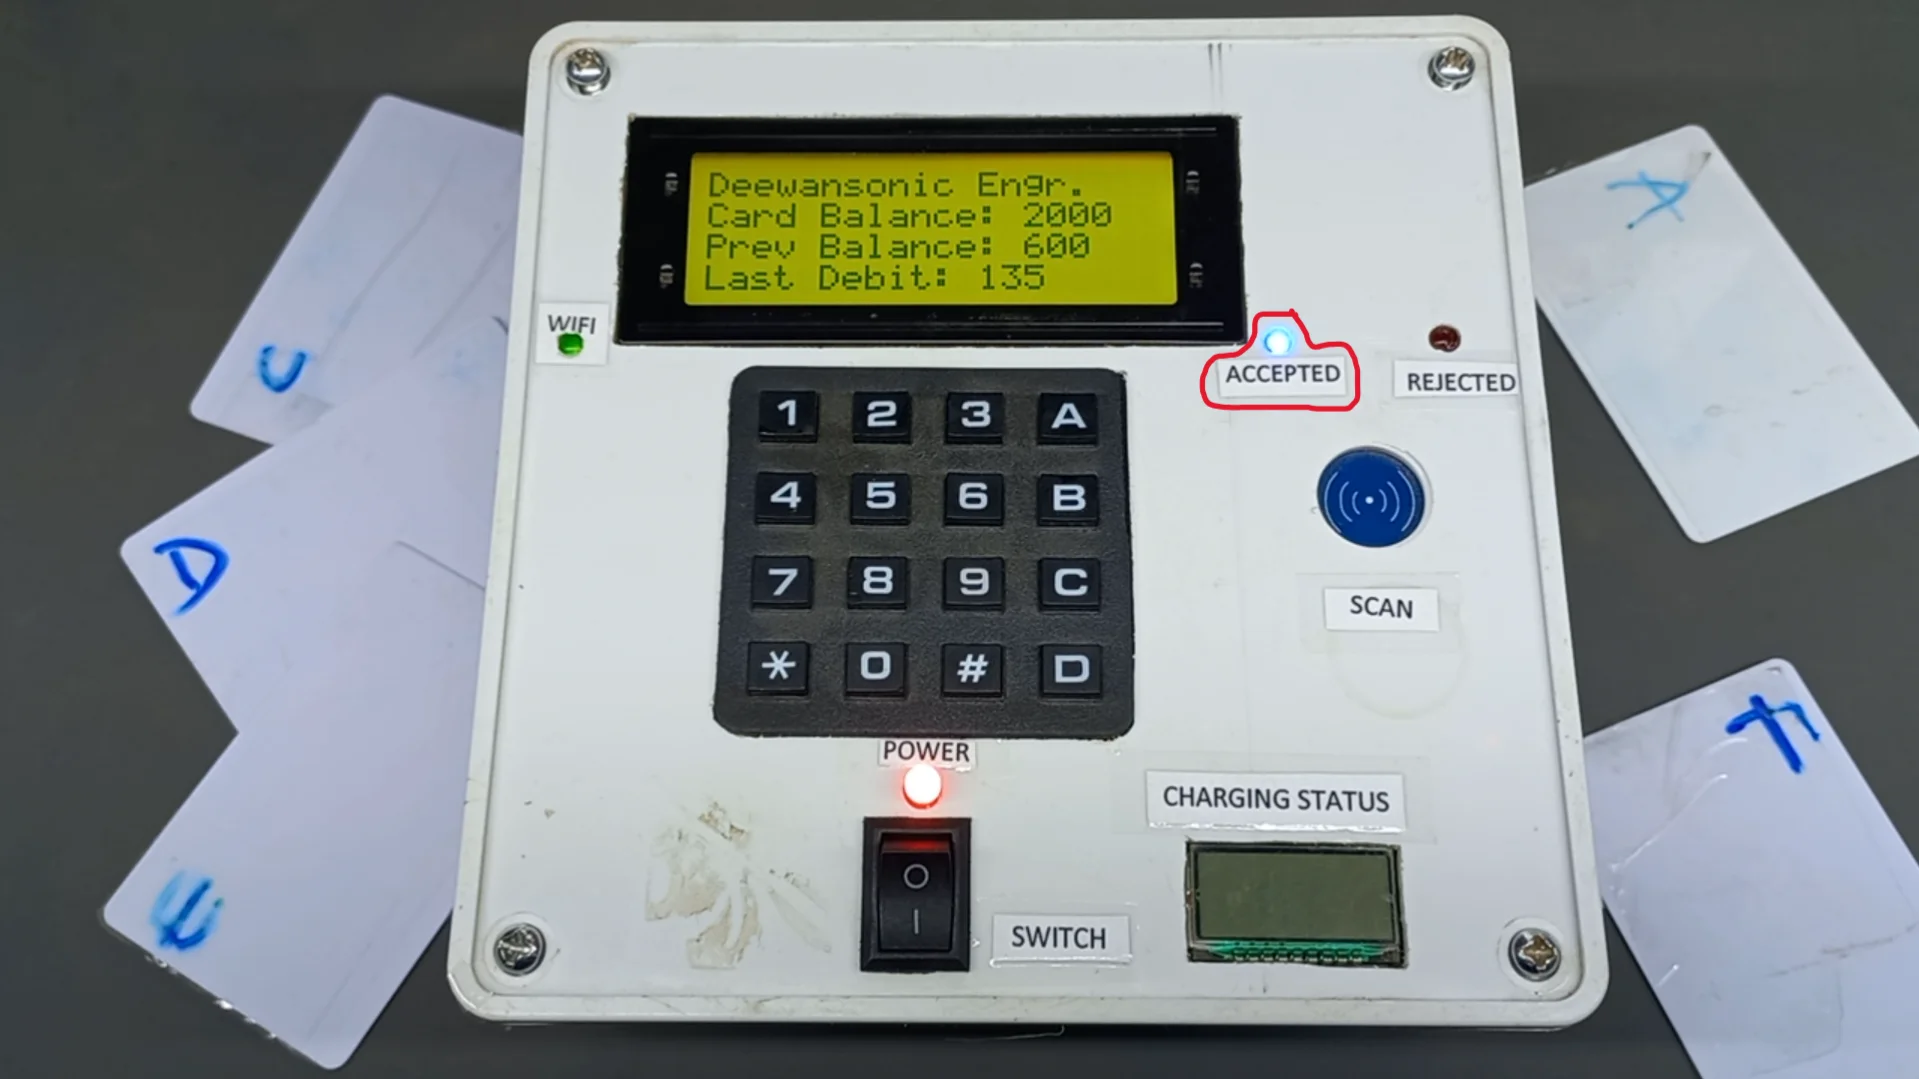 Deewansonic Engr.
Card Balance: 2000
Prev Balance: 600
Last Debit: 135
WIFI
ACCEPTED
REJECTED
1 2 3 A
4 5 6 B
7 8 9 C
* 0 # D
SCAN
POWER
CHARGING STATUS
O
I
SWITCH
C
D
E
A
F